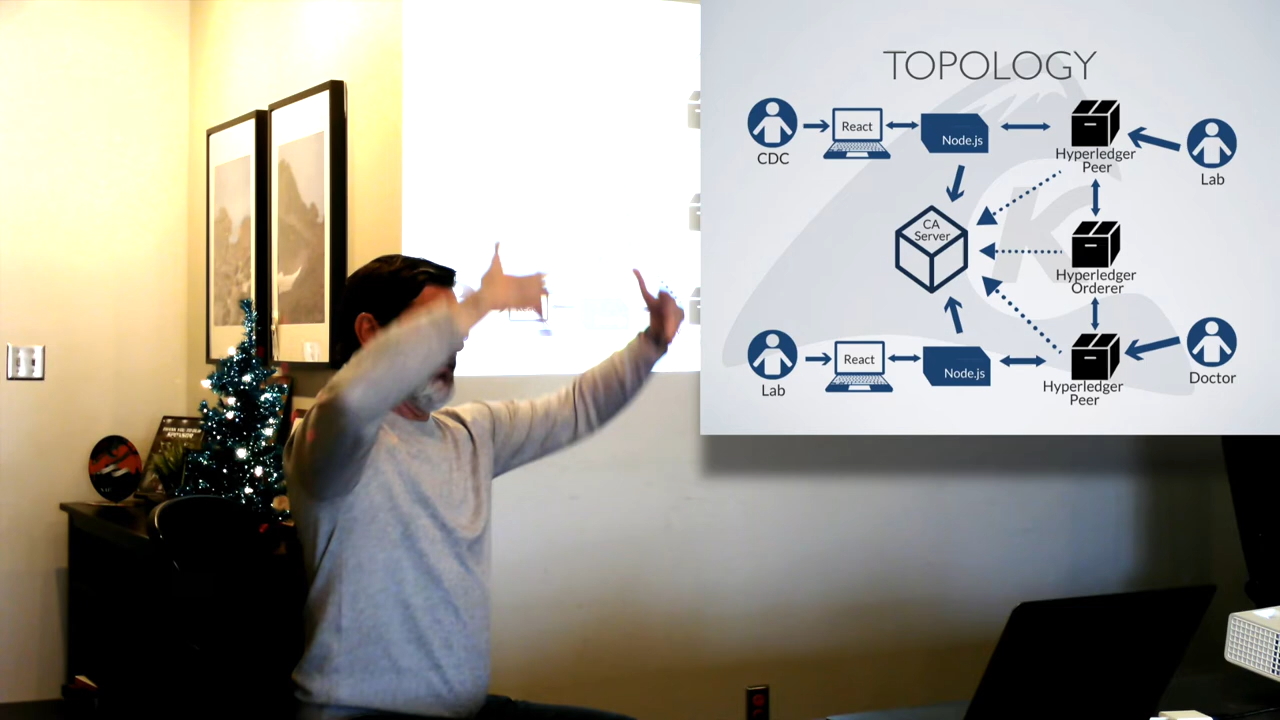 TOPOLOGY
CDC
React
Node.js
Hyperledger
Peer
Lab
CA
Server
Hyperledger
Orderer
Lab
React
Node.js
Hyperledger
Peer
Doctor